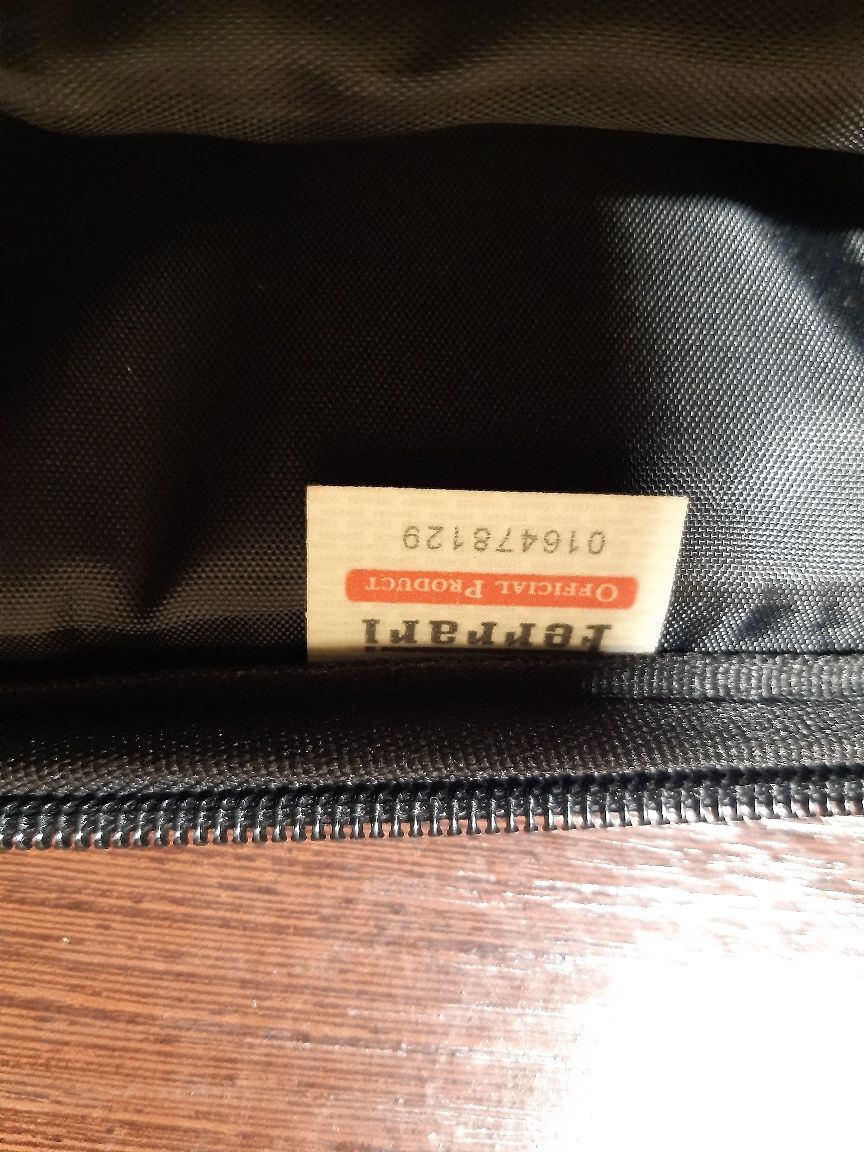 Ferrari
OFFICIAL PRODUCT
016478129